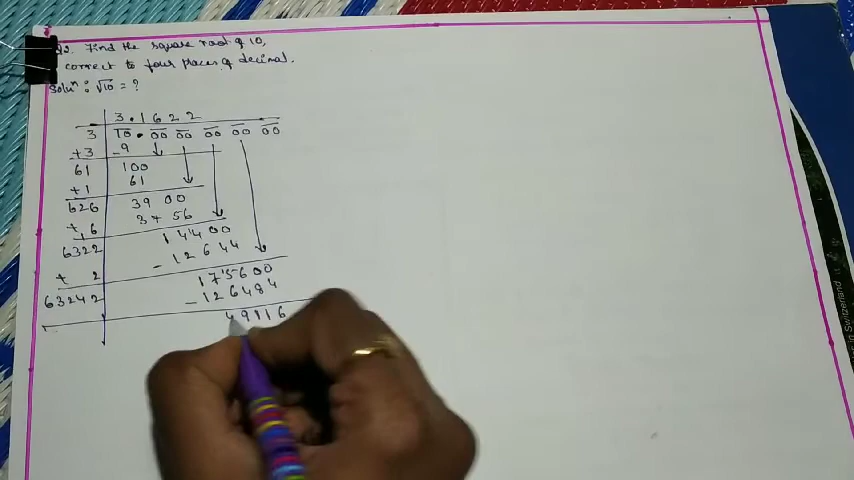 Q2. Find the square root of 10,
correct to four places of decimal.
Solun : √10 = ?
3.1622
3 10.00 00 00 00 00
+3 -9
61 100
+1 61
626 3900
+ 6 3756
6322 14400
+ 2 - 12644
63242 175600
- 126484
49116